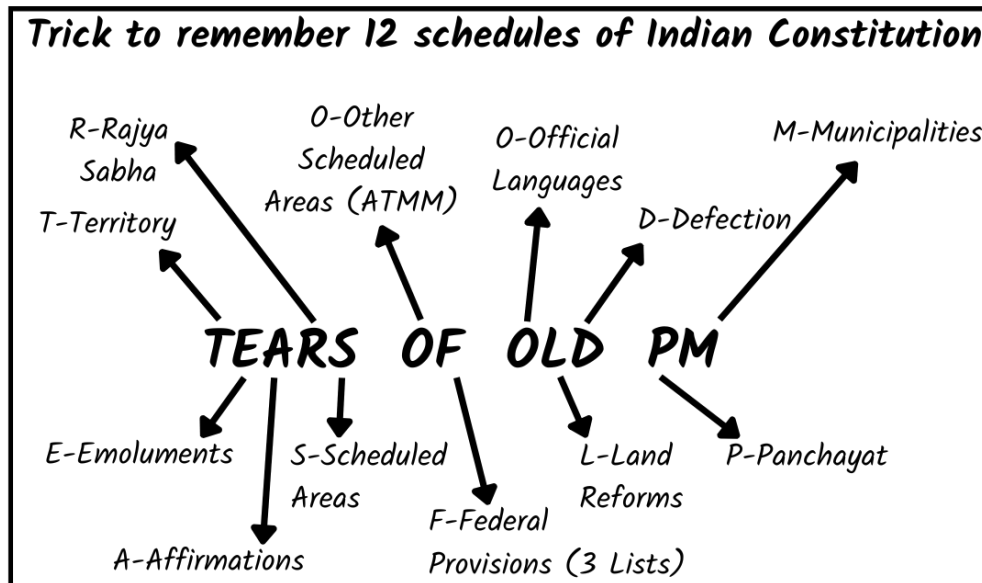 Trick to remember 12 schedules of Indian Constitution
R-Rajya
Sabha
T-Territory
O-Other
Scheduled
Areas (ATMM)
O-Official
Languages
D-Defection
M-Municipalities
TEARS OF OLD PM
E-Emoluments
A-Affirmations
S-Scheduled
Areas
F-Federal
Provisions (3 Lists)
L-Land
Reforms
P-Panchayat